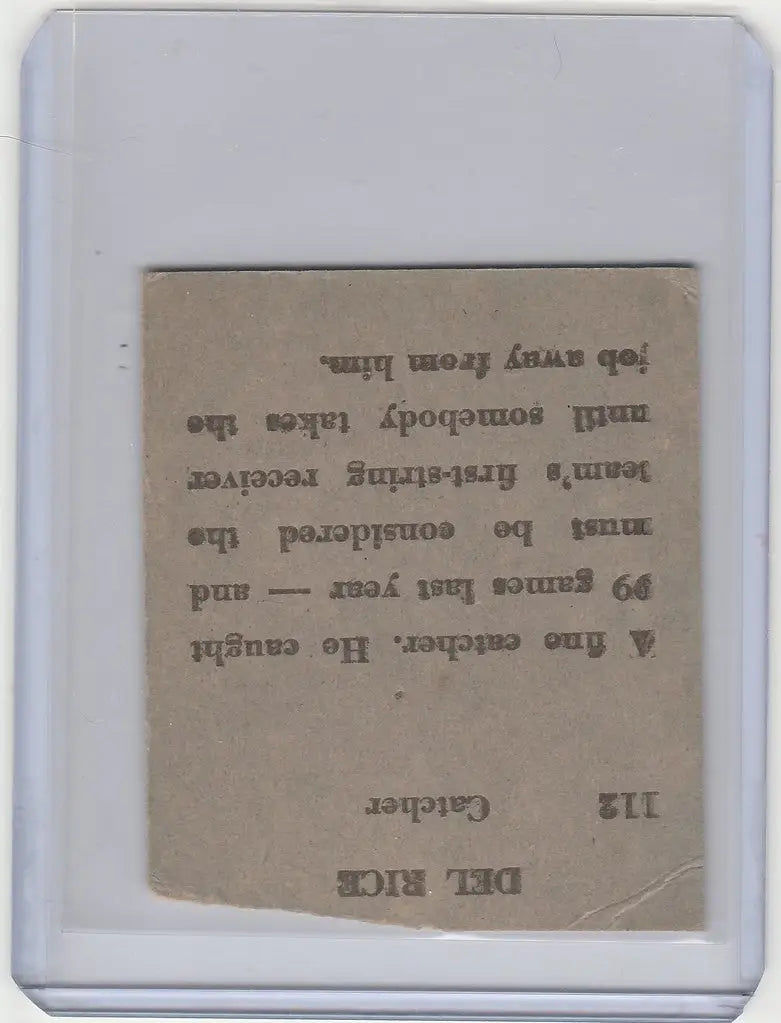 DEL RICE
112 Catcher
A fine catcher. He caught
99 games last year — and
must be considered the
team's first-string receiver
until somebody takes the
job away from him.